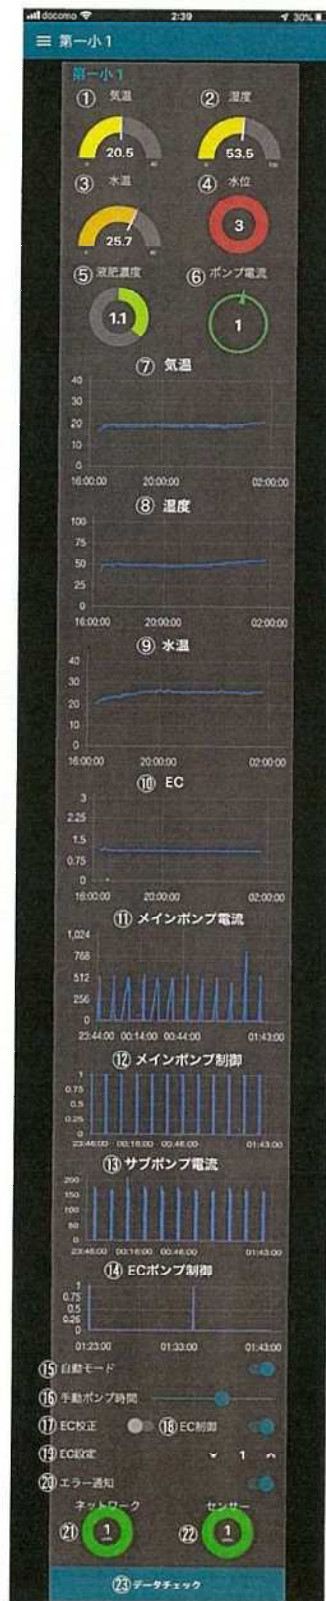 docomo 2:39 30%
第一小1
第一小1
① 気温 ② 湿度
20.5 53.5
0 40 0 100
③ 水温 ④ 水位
25.7 3
0 40
⑤ 液肥濃度 ⑥ ポンプ電流
1.1 1
⑦ 気温
40
30
20
10
0
16:00:00 20:00:00 02:00:00
⑧ 湿度
100
75
50
25
0
16:00:00 20:00:00 02:00:00
⑨ 水温
40
30
20
10
0
16:00:00 20:00:00 02:00:00
⑩ EC
3
2.25
1.5
0.75
0
16:00:00 20:00:00 02:00:00
⑪ メインポンプ電流
1,024
768
512
256
0
23:44:00 00:14:00 00:44:00 01:43:00
⑫ メインポンプ制御
1
0.75
0.5
0.25
0
23:46:00 00:16:00 00:46:00 01:43:00
⑬ サブポンプ電流
200
150
100
50
0
23:46:00 00:16:00 00:46:00 01:43:00
⑭ ECポンプ制御
1
0.75
0.5
0.25
0
01:23:00 01:33:00 01:43:00
⑮ 自動モード
⑯ 手動ポンプ時間
⑰ EC校正 ⑱ EC制御
⑲ EC設定 1
⑳ エラー通知
ネットワーク センサー
㉑ 1 ㉒ 1
㉓ データチェック